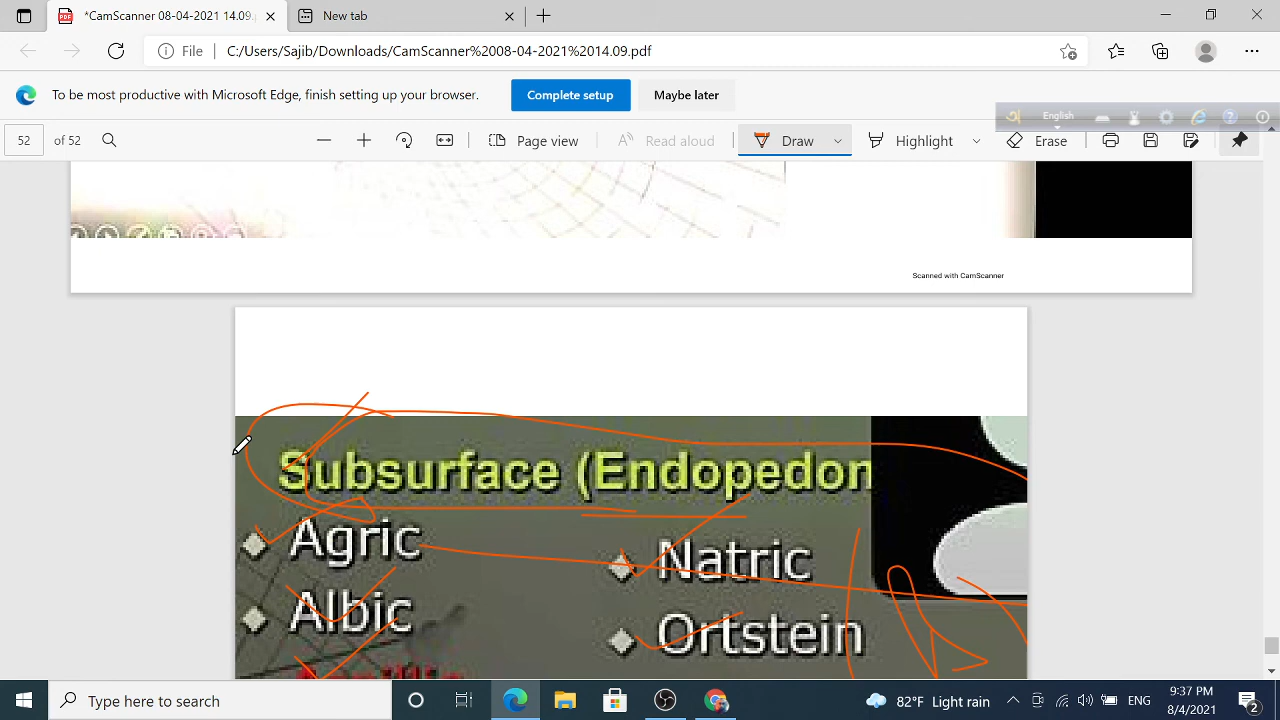 *CamScanner 08-04-2021 14.09.
New tab
File
C:/Users/Sajib/Downloads/CamScanner%2008-04-2021%2014.09.pdf
To be most productive with Microsoft Edge, finish setting up your browser.
Complete setup
Maybe later
English
52 of 52
Page view
Read aloud
Draw
Highlight
Erase
Scanned with CamScanner
Subsurface (Endopedon
Agric
Natric
Albic
Ortstein
Type here to search
82°F Light rain
ENG
9:37 PM
8/4/2021
2